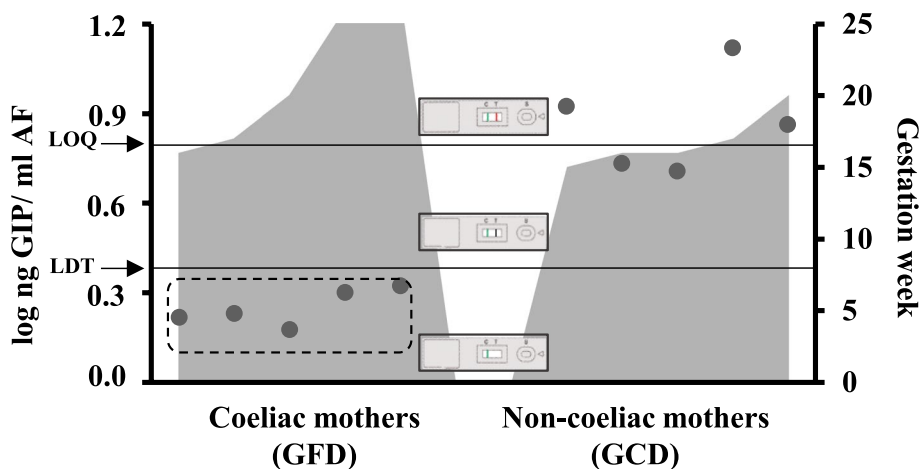 log ng GIP/ ml AF
1.2
0.9
0.6
0.3
0.0
LOQ
LDT
C T S
C T S
C T S
25
20
15
10
5
0
Gestation week
Coeliac mothers
(GFD)
Non-coeliac mothers
(GCD)